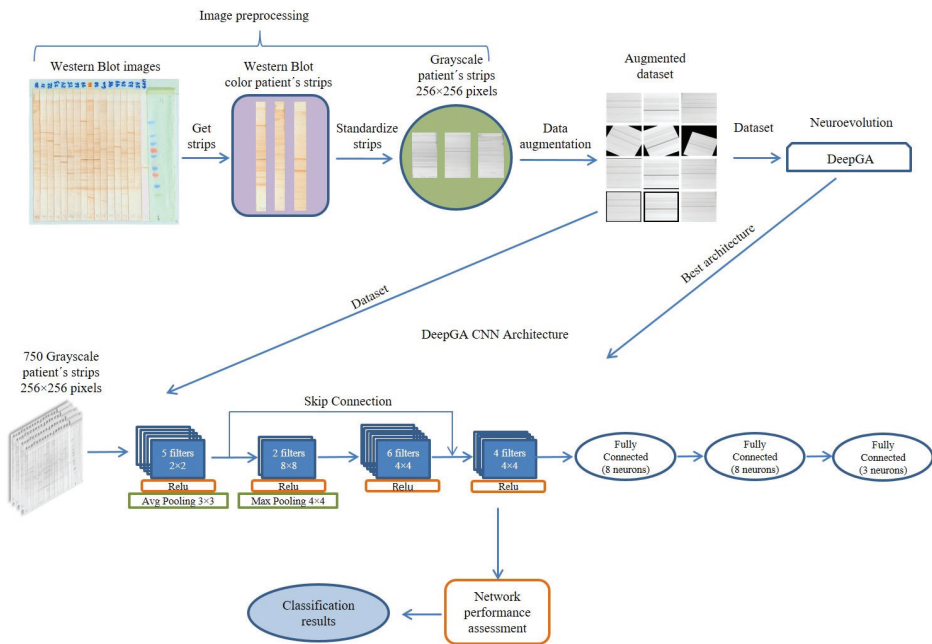 Image preprocessing
Western Blot images
Western Blot
color patient´s strips
Grayscale
patient´s strips
256×256 pixels
Augmented
dataset
Get
strips
Standardize
strips
Data
augmentation
Dataset
Neuroevolution
DeepGA
Dataset
Best architecture
DeepGA CNN Architecture
750 Grayscale
patient´s strips
256×256 pixels
Skip Connection
5 filters
2×2
Relu
Avg Pooling 3×3
2 filters
8×8
Relu
Max Pooling 4×4
6 filters
4×4
Relu
4 filters
4×4
Relu
Fully
Connected
(8 neurons)
Fully
Connected
(8 neurons)
Fully
Connected
(3 neurons)
Classification
results
Network
performance
assessment